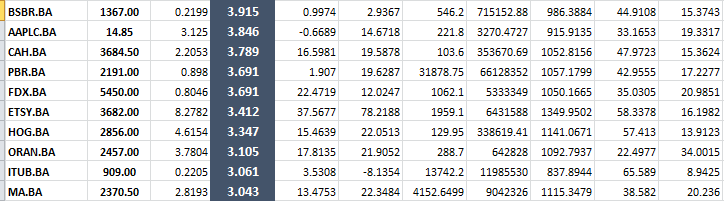 BSBR.BA 1367.00 0.2199 3.915 0.9974 2.9367 546.2 715152.88 986.3884 44.9108 15.3743
AAPLC.BA 14.85 3.125 3.846 -0.6689 14.6718 221.8 3270.4727 915.9135 33.1653 19.3317
CAH.BA 3684.50 2.2053 3.789 16.5981 19.5878 103.6 353670.69 1052.8156 47.9723 15.3624
PBR.BA 2191.00 0.898 3.691 1.907 19.6287 31878.75 66128352 1057.1799 42.9555 17.2277
FDX.BA 5450.00 0.8046 3.691 22.4719 12.0247 1062.1 5333349 1050.1665 35.0305 20.9851
ETSY.BA 3682.00 8.2782 3.412 37.5677 78.2188 1959.1 6431588 1349.9502 58.3378 16.1982
HOG.BA 2856.00 4.6154 3.347 15.4639 22.0513 129.95 338619.41 1141.0671 57.413 13.9123
ORAN.BA 2457.00 3.7804 3.105 17.8135 21.9052 288.7 642828 1092.7937 22.4977 34.0015
ITUB.BA 909.00 0.2205 3.061 3.5308 -8.1354 13742.2 11985530 837.8944 65.589 8.9425
MA.BA 2370.50 2.8193 3.043 13.4753 22.3484 4152.6499 9042326 1115.3479 38.582 20.236